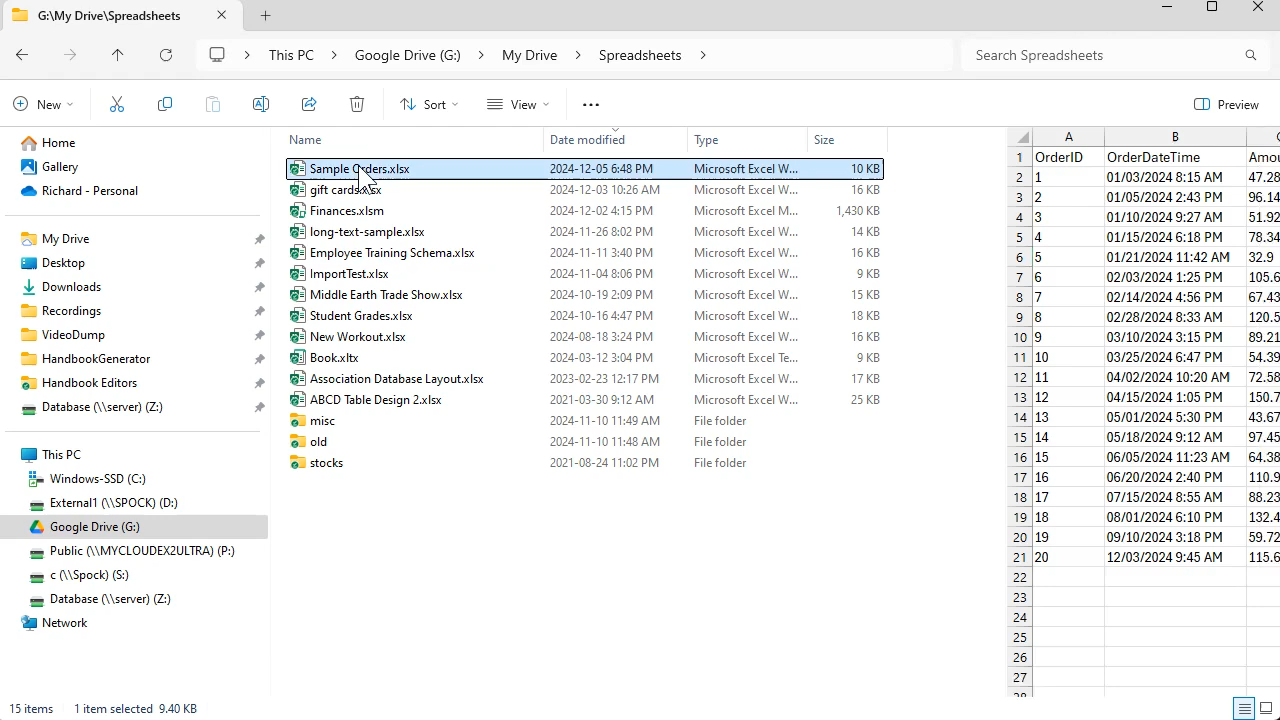 G:\My Drive\Spreadsheets
This PC Google Drive (G:) My Drive Spreadsheets
Search Spreadsheets
New Sort View Preview
Home
Gallery
Richard - Personal
My Drive
Desktop
Downloads
Recordings
VideoDump
HandbookGenerator
Handbook Editors
Database (\\server) (Z:)
This PC
Windows-SSD (C:)
External1 (\\SPOCK) (D:)
Google Drive (G:)
Public (\\MYCLOUDEX2ULTRA) (P:)
c (\\Spock) (S:)
Database (\\server) (Z:)
Network
Name Date modified Type Size
Sample Orders.xlsx 2024-12-05 6:48 PM Microsoft Excel W... 10 KB
gift cards.xlsx 2024-12-03 10:26 AM Microsoft Excel W... 16 KB
Finances.xlsm 2024-12-02 4:15 PM Microsoft Excel M... 1,430 KB
long-text-sample.xlsx 2024-11-26 8:02 PM Microsoft Excel W... 14 KB
Employee Training Schema.xlsx 2024-11-11 3:40 PM Microsoft Excel W... 16 KB
ImportTest.xlsx 2024-11-04 8:06 PM Microsoft Excel W... 9 KB
Middle Earth Trade Show.xlsx 2024-10-19 2:09 PM Microsoft Excel W... 15 KB
Student Grades.xlsx 2024-10-16 4:47 PM Microsoft Excel W... 18 KB
New Workout.xlsx 2024-08-18 3:24 PM Microsoft Excel W... 16 KB
Book.xltx 2024-03-12 3:04 PM Microsoft Excel Te... 9 KB
Association Database Layout.xlsx 2023-02-23 12:17 PM Microsoft Excel W... 17 KB
ABCD Table Design 2.xlsx 2021-03-30 9:12 AM Microsoft Excel W... 25 KB
misc 2024-11-10 11:49 AM File folder
old 2024-11-10 11:48 AM File folder
stocks 2021-08-24 11:02 PM File folder
A B
1 OrderID OrderDateTime Amou
2 1 01/03/2024 8:15 AM 47.28
3 2 01/05/2024 2:43 PM 96.14
4 3 01/10/2024 9:27 AM 51.92
5 4 01/15/2024 6:18 PM 78.34
6 5 01/21/2024 11:42 AM 32.9
7 6 02/03/2024 1:25 PM 105.6
8 7 02/14/2024 4:56 PM 67.43
9 8 02/28/2024 8:33 AM 120.5
10 9 03/10/2024 3:15 PM 89.21
11 10 03/25/2024 6:47 PM 54.39
12 11 04/02/2024 10:20 AM 72.58
13 12 04/15/2024 1:05 PM 150.7
14 13 05/01/2024 5:30 PM 43.67
15 14 05/18/2024 9:12 AM 97.45
16 15 06/05/2024 11:23 AM 64.38
17 16 06/20/2024 2:40 PM 110.9
18 17 07/15/2024 8:55 AM 88.23
19 18 08/01/2024 6:10 PM 132.4
20 19 09/10/2024 3:18 PM 59.72
21 20 12/03/2024 9:45 AM 115.6
22
23
24
25
26
27
15 items 1 item selected 9.40 KB